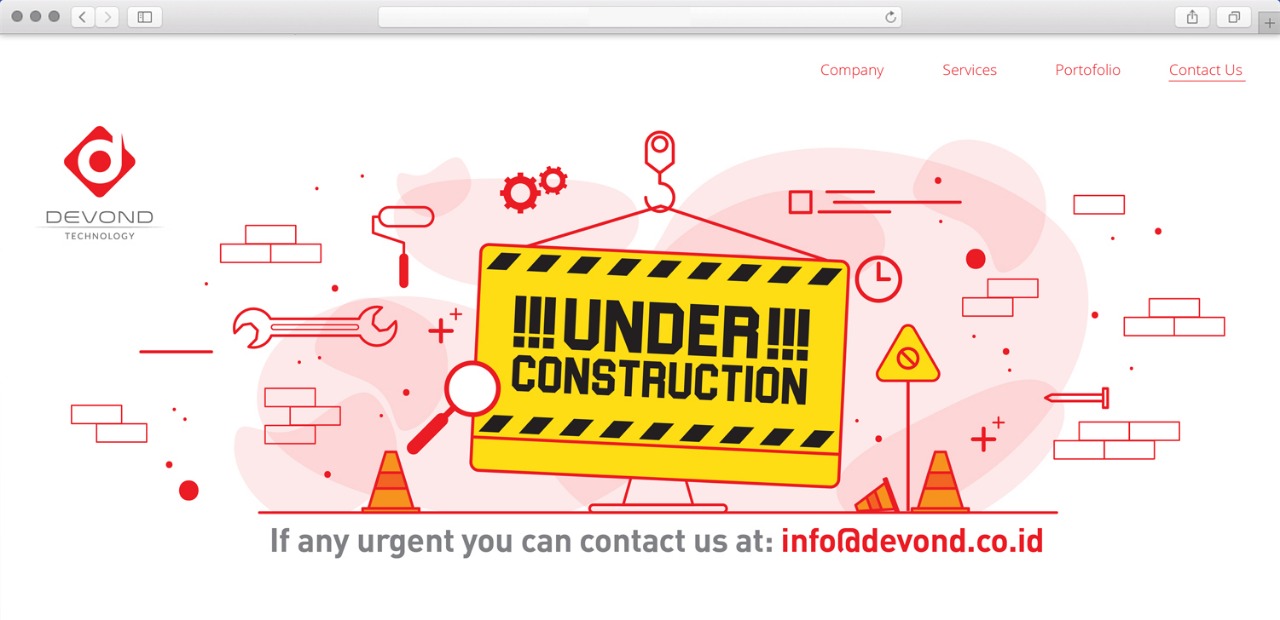 Company Services Portofolio Contact Us
DEVOND
TECHNOLOGY
!!!UNDER!!!
CONSTRUCTION
If any urgent you can contact us at: info@devond.co.id